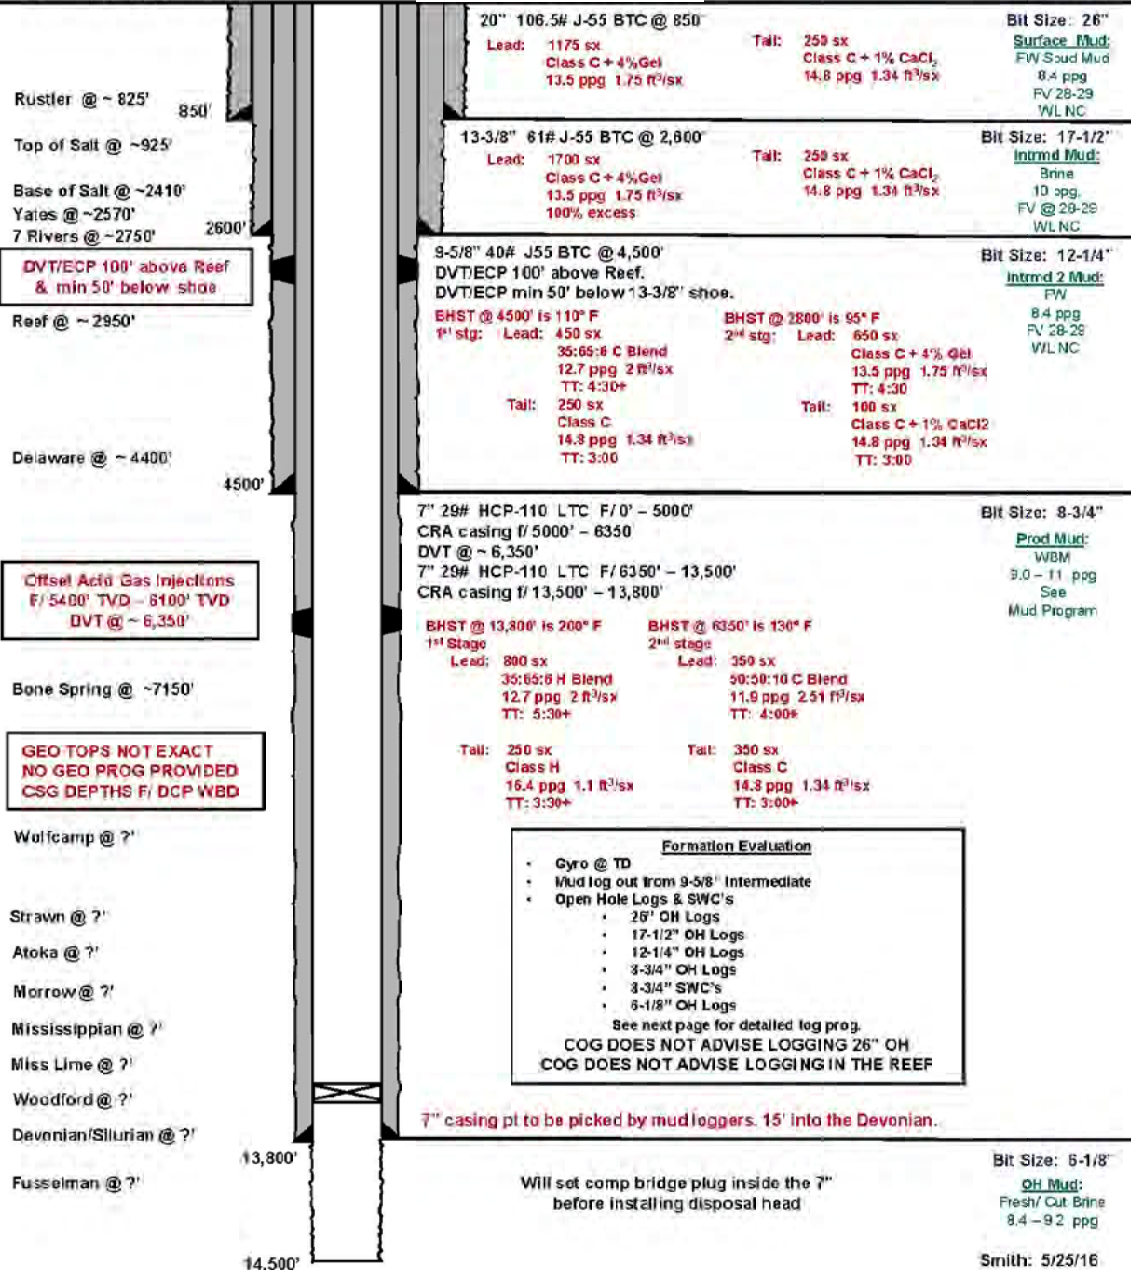 20" 106.5# J-55 BTC @ 850'
Lead: 1175 sx
Class C + 4%Gel
13.5 ppg 1.75 ft³/sx
Tail: 250 sx
Class C + 1% CaCl₂
14.8 ppg 1.34 ft³/sx
Bit Size: 26"
Surface Mud:
FW Spud Mud
8.4 ppg
FV 28-29
WL NC
Rustler @ ~ 825'
850'
Top of Salt @ ~925'
Base of Salt @ ~2410'
Yates @ ~2570'
7 Rivers @ ~2750'
2600'
13-3/8" 61# J-55 BTC @ 2,600'
Lead: 1700 sx
Class C + 4%Gel
13.5 ppg 1.75 ft³/sx
100% excess
Tail: 250 sx
Class C + 1% CaCl₂
14.8 ppg 1.34 ft³/sx
Bit Size: 17-1/2"
Intrmd Mud:
Brine
10 ppg.
FV @ 28-29
WL NC
DVT/ECP 100' above Reef
& min 50' below shoe
Reef @ ~ 2950'
Delaware @ ~ 4400'
4500'
9-5/8" 40# J55 BTC @ 4,500'
DVT/ECP 100' above Reef.
DVT/ECP min 50' below 13-3/8" shoe.
BHST @ 4500' is 110° F
1st stg: Lead: 450 sx
35:65:6 C Blend
12.7 ppg 2 ft³/sx
TT: 4:30+
Tail: 250 sx
Class C
14.8 ppg 1.34 ft³/sx
TT: 3:00
BHST @ 2800' is 95° F
2nd stg: Lead: 650 sx
Class C + 4% Gel
13.5 ppg 1.75 ft³/sx
TT: 4:30
Tail: 100 sx
Class C + 1% CaCl2
14.8 ppg 1.34 ft³/sx
TT: 3:00
Bit Size: 12-1/4"
Intrmd 2 Mud:
FW
8.4 ppg
FV 28-29
WL NC
7" 29# HCP-110 LTC F/ 0' – 5000'
CRA casing f/ 5000' – 6350
DVT @ ~ 6,350'
7" 29# HCP-110 LTC F/ 6350' – 13,500'
CRA casing f/ 13,500' – 13,800'
Bit Size: 8-3/4"
Prod Mud:
WBM
9.0 – 11 ppg
See
Mud Program
Offset Acid Gas Injecitons
F/ 5400' TVD – 6100' TVD
DVT @ ~ 6,350'
BHST @ 13,800' is 200° F
1st Stage
Lead: 800 sx
35:65:6 H Blend
12.7 ppg 2 ft³/sx
TT: 5:30+
Tail: 250 sx
Class H
16.4 ppg 1.1 ft³/sx
TT: 3:30+
BHST @ 6350' is 130° F
2nd stage
Lead: 350 sx
50:50:10 C Blend
11.9 ppg 2.51 ft³/sx
TT: 4:00+
Tail: 350 sx
Class C
14.8 ppg 1.34 ft³/sx
TT: 3:00+
Bone Spring @ ~7150'
GEO TOPS NOT EXACT
NO GEO PROG PROVIDED
CSG DEPTHS F/ DCP WBD
Wolfcamp @ ?'
Strawn @ ?'
Atoka @ ?'
Morrow @ ?'
Mississippian @ ?'
Miss Lime @ ?'
Woodford @ ?'
Devonian/Silurian @ ?'
Fusselman @ ?'
Formation Evaluation
• Gyro @ TD
• Mud log out from 9-5/8" Intermediate
• Open Hole Logs & SWC's
• 26" OH Logs
• 17-1/2" OH Logs
• 12-1/4" OH Logs
• 8-3/4" OH Logs
• 8-3/4" SWC's
• 6-1/8" OH Logs
See next page for detailed log prog.
COG DOES NOT ADVISE LOGGING 26" OH
COG DOES NOT ADVISE LOGGING IN THE REEF
7" casing pt to be picked by mud loggers. 15' into the Devonian.
13,800'
Will set comp bridge plug inside the 7"
before installing disposal head
Bit Size: 6-1/8"
OH Mud:
Fresh/ Cut Brine
8.4 – 9.2 ppg
14,500'
Smith: 5/25/16